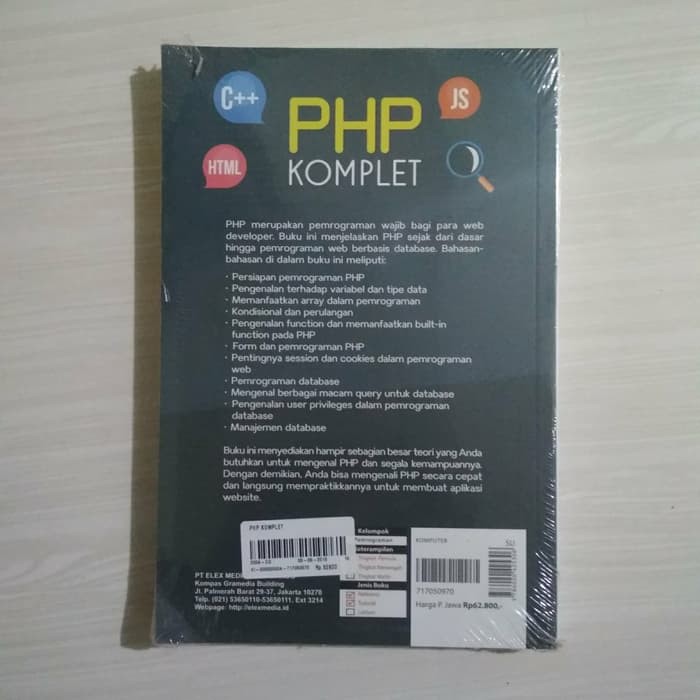 C++
PHP
JS
HTML
KOMPLET
PHP merupakan pemrograman wajib bagi para web
developer. Buku ini menjelaskan PHP sejak dari dasar
hingga pemrograman web berbasis database. Bahasan-
bahasan di dalam buku ini meliputi:
· Persiapan pemrograman PHP
· Pengenalan terhadap variabel dan tipe data
· Memanfaatkan array dalam pemrograman
· Kondisional dan perulangan
· Pengenalan function dan memanfaatkan built-in
function pada PHP
· Form dan pemrograman PHP
· Pentingnya session dan cookies dalam pemrograman
web
· Pemrograman database
· Mengenal berbagai macam query untuk database
· Pengenalan user privileges dalam pemrograman
database
· Manajemen database
Buku ini menyediakan hampir sebagian besar teori yang Anda
butuhkan untuk mengenal PHP dan segala kemampuannya.
Dengan demikian, Anda bisa mengenali PHP secara cepat
dan langsung mempraktikkannya untuk membuat aplikasi
website.
PHP KOMPLET
PT ELEX MEDIA
Kompas Gramedia Building
Jl. Palmerah Barat 29-37, Jakarta 10270
Telp. (021) 53650110-53650111. Ext 3214
Webpage: http://elexmedia.id
Kelompok
Pemrograman
Keterampilan
Tingkat Pemula
Tingkat Menengah
Tingkat Mahir
Jenis Buku
Referensi
Tutorial
Latihan
KOMPUTER
SU
717050970
Harga P. Jawa Rp62.800,-